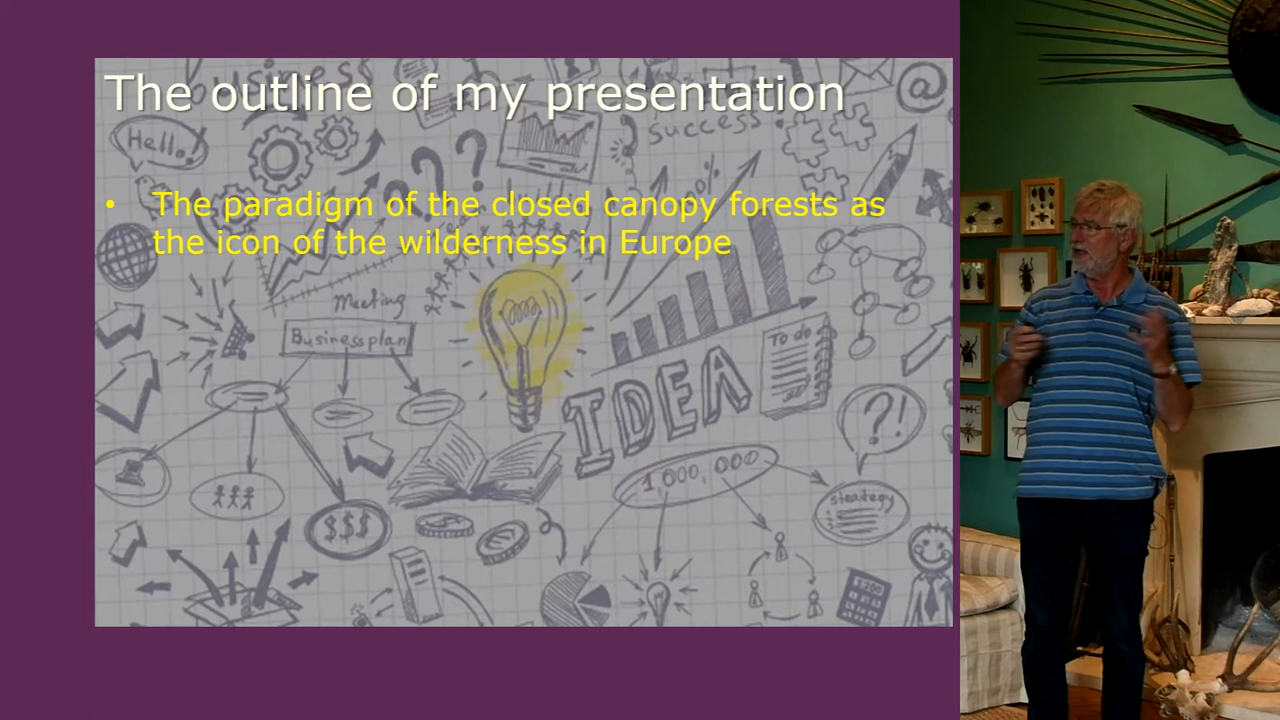 business
The outline of my presentation
@
Hello!
success
%
• The paradigm of the closed canopy forests as
the icon of the wilderness in Europe
Meeting
Businessplan
To do
IDEA
?!
1,000,000
strategy
$$$